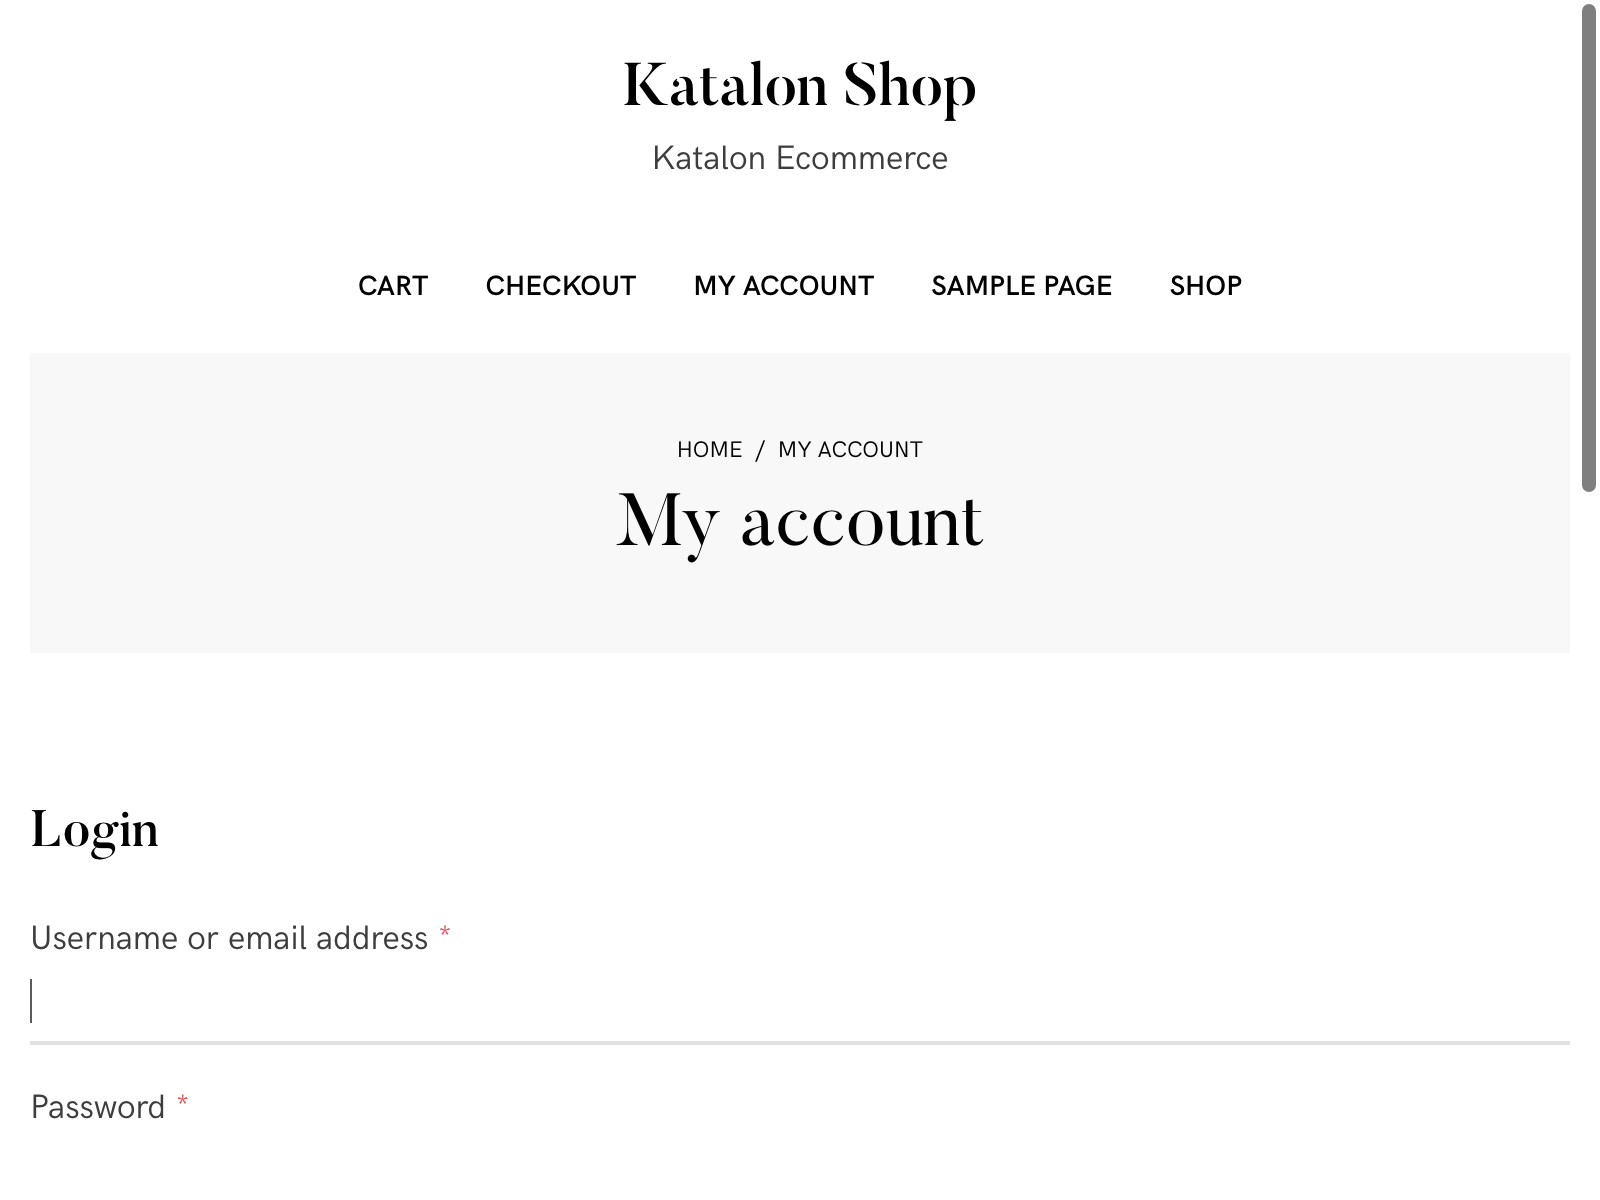 Katalon Shop
Katalon Ecommerce
CART CHECKOUT MY ACCOUNT SAMPLE PAGE SHOP
HOME / MY ACCOUNT
My account
Login
Username or email address *
Password *